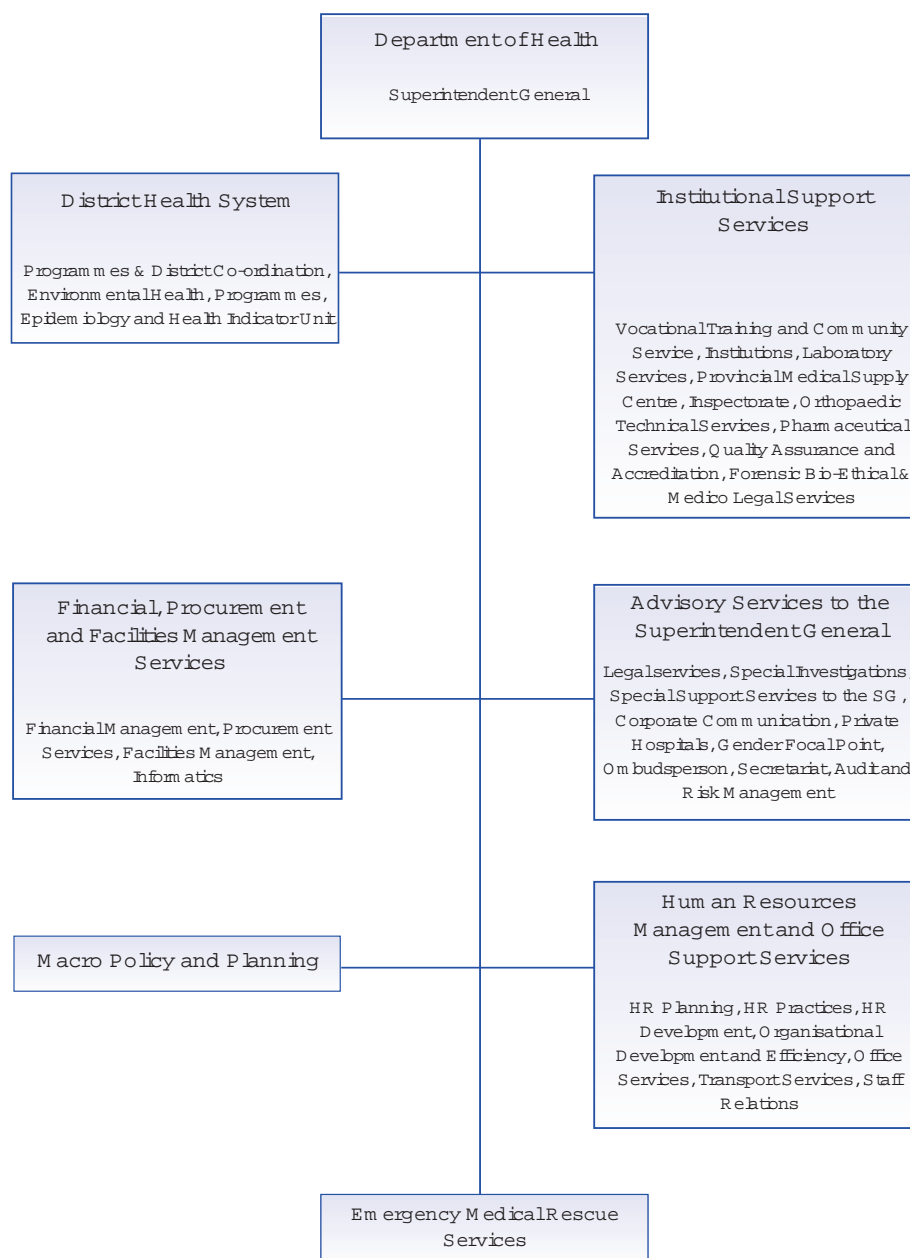 Department of Health
Superintendent General
District Health System
Programmes & District Co-ordination,
Environmental Health, Programmes,
Epidemiology and Health Indicator Unit
Institutional Support
Services
Vocational Training and Community
Service, Institutions, Laboratory
Services, Provincial Medical Supply
Centre, Inspectorate, Orthopaedic
Technical Services, Pharmaceutical
Services, Quality Assurance and
Accreditation, Forensic Bio-Ethical &
Medico Legal Services
Financial, Procurement
and Facilities Management
Services
Financial Management, Procurement
Services, Facilities Management,
Informatics
Advisory Services to the
Superintendent General
Legal services, Special Investigations,
Special Support Services to the SG,
Corporate Communication, Private
Hospitals, Gender Focal Point,
Ombudsperson, Secretariat, Audit and
Risk Management
Macro Policy and Planning
Human Resources
Management and Office
Support Services
HR Planning, HR Practices, HR
Development, Organisational
Development and Efficiency, Office
Services, Transport Services, Staff
Relations
Emergency Medical Rescue
Services